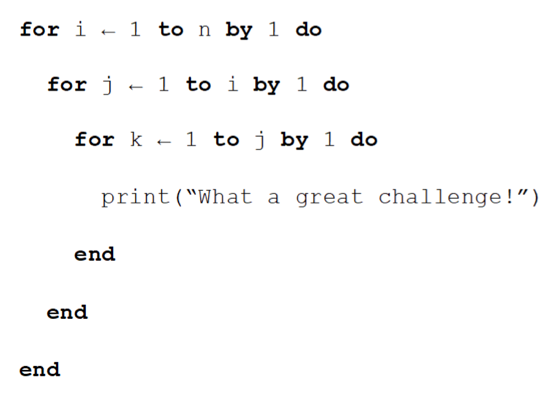 for i ← 1 to n by 1 do
for j ← 1 to i by 1 do
for k ← 1 to j by 1 do
print(“What a great challenge!”)
end
end
end